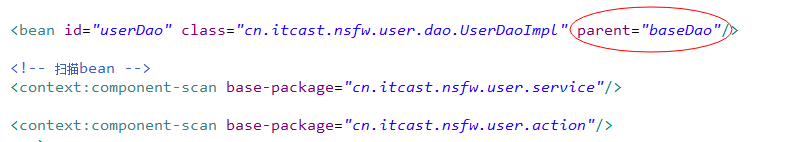 <bean id="userDao" class="cn.itcast.nsfw.user.dao.UserDaoImpl" parent="baseDao"/>
<!-- 扫描bean -->
<context:component-scan base-package="cn.itcast.nsfw.user.service"/>
<context:component-scan base-package="cn.itcast.nsfw.user.action"/>